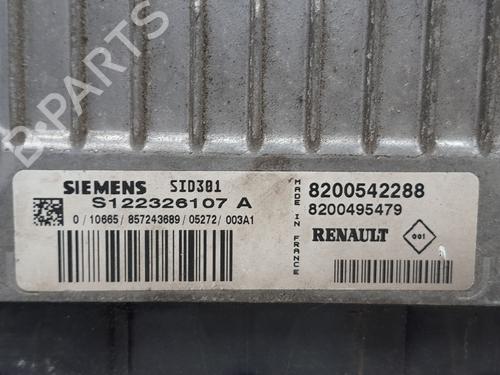 B-PARTS
SIEMENS SID301
S122326107 A
0 / 10665 / 857243689 / 05272 / 003A1
MADE IN FRANCE
8200542288
8200495479
RENAULT 001